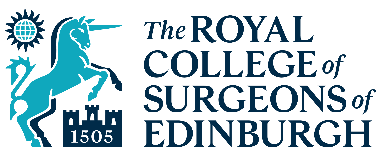 The ROYAL
COLLEGE of
SURGEONS of
EDINBURGH
1505